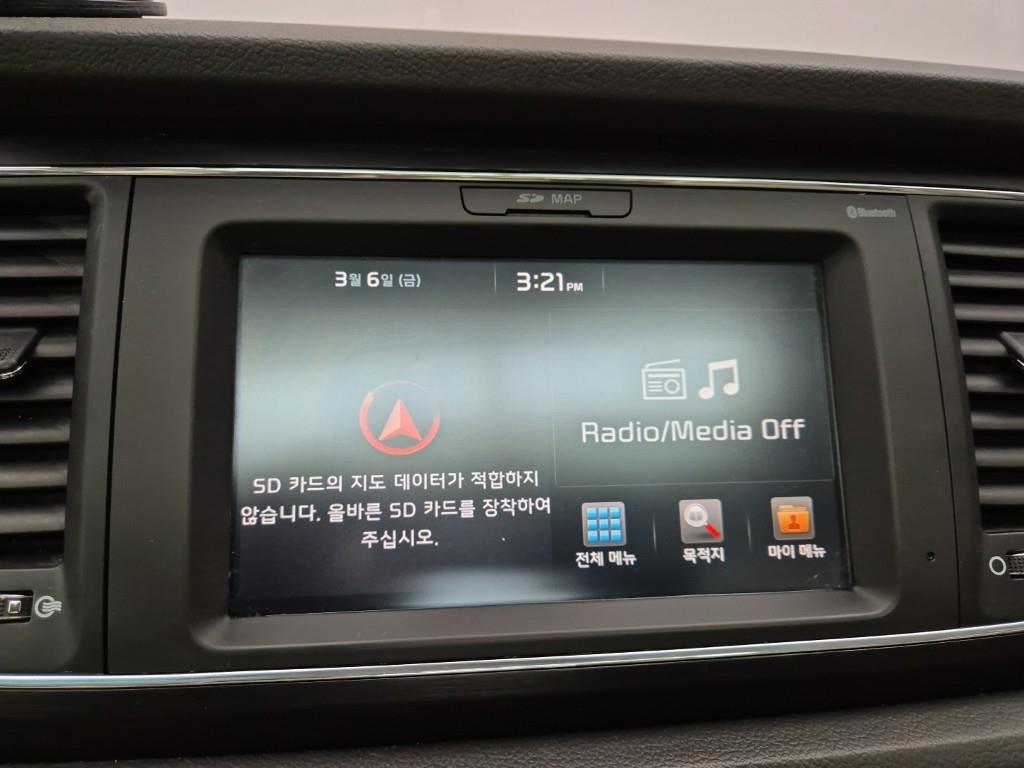 SD MAP
Bluetooth
3월 6일 (금)
3:21 PM
Radio/Media Off
SD 카드의 지도 데이터가 적합하지
않습니다. 올바른 SD 카드를 장착하여
주십시오.
전체 메뉴
목적지
마이 메뉴